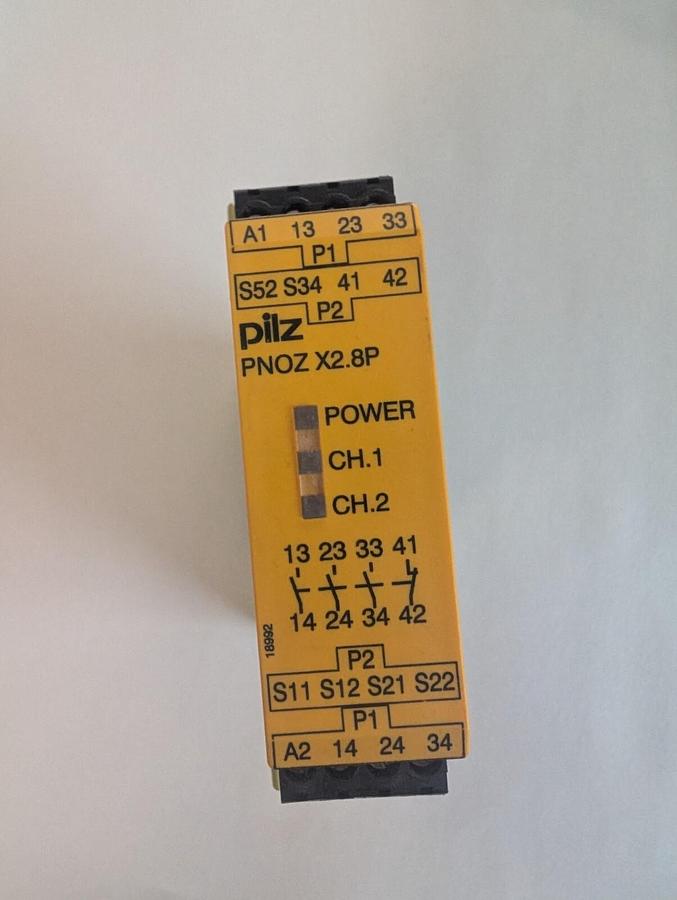 A1 13 23 33
P1
S52 S34 41 42
P2
pilz
PNOZ X2.8P
POWER
CH.1
CH.2
13 23 33 41
14 24 34 42
18992
P2
S11 S12 S21 S22
P1
A2 14 24 34